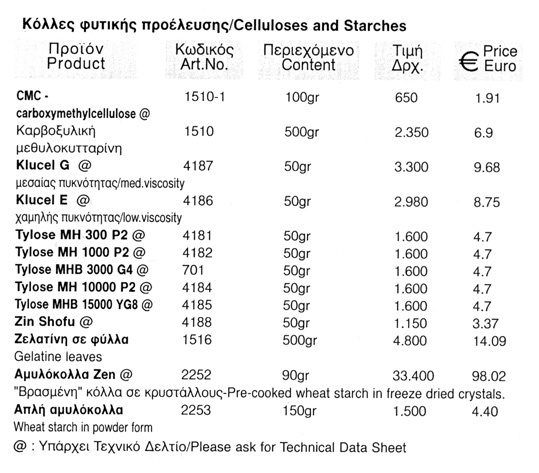 Κόλλες φυτικής προέλευσης/Celluloses and Starches
Προϊόν Κωδικός Περιεχόμενο Τιμή € Price
Product Art.No. Content Δρχ. Euro
CMC - 1510-1 100gr 650 1.91
carboxymethylcellulose @
Καρβοξυλική 1510 500gr 2.350 6.9
μεθυλοκυτταρίνη
Klucel G @ 4187 50gr 3.300 9.68
μεσαίας πυκνότητας/med.viscosity
Klucel E @ 4186 50gr 2.980 8.75
χαμηλής πυκνότητας/low.viscosity
Tylose MH 300 P2 @ 4181 50gr 1.600 4.7
Tylose MH 1000 P2 @ 4182 50gr 1.600 4.7
Tylose MHB 3000 G4 @ 701 50gr 1.600 4.7
Tylose MH 10000 P2 @ 4184 50gr 1.600 4.7
Tylose MHB 15000 YG8 @ 4185 50gr 1.600 4.7
Zin Shofu @ 4188 50gr 1.150 3.37
Ζελατίνη σε φύλλα 1516 500gr 4.800 14.09
Gelatine leaves
Αμυλόκολλα Zen @ 2252 90gr 33.400 98.02
"Βρασμένη" κόλλα σε κρυστάλλους-Pre-cooked wheat starch in freeze dried crystals.
Απλή αμυλόκολλα 2253 150gr 1.500 4.40
Wheat starch in powder form
@ : Υπάρχει Τεχνικό Δελτίο/Please ask for Technical Data Sheet